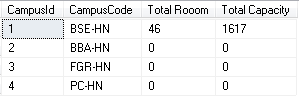 CampusId CampusCode Total Rooom Total Capacity
1 BSE-HN 46 1617
2 BBA-HN 0 0
3 FGR-HN 0 0
4 PC-HN 0 0